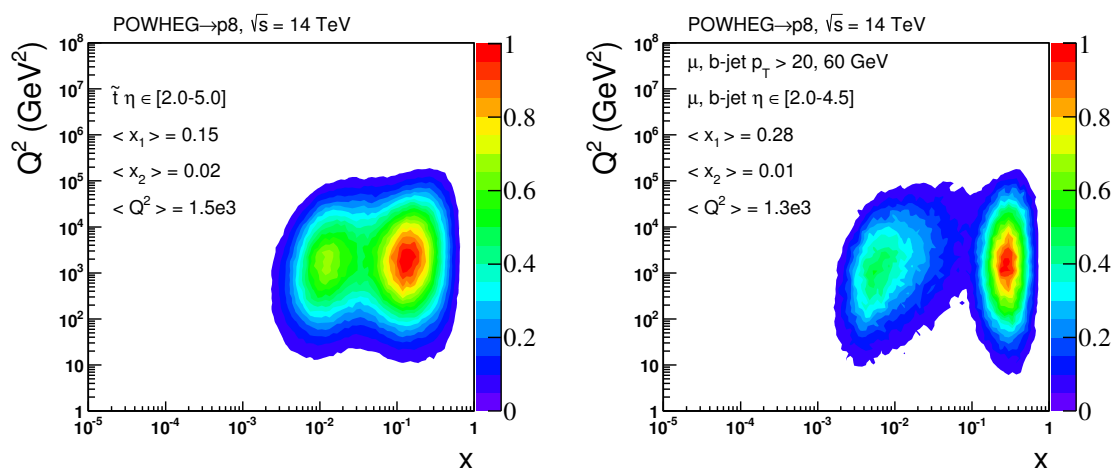 POWHEG→p8, √s = 14 TeV
Q² (GeV²)
10⁸
10⁷
10⁶
10⁵
10⁴
10³
10²
10
1
t̃ η ∈ [2.0-5.0]
< x₁ > = 0.15
< x₂ > = 0.02
< Q² > = 1.5e3
1
0.8
0.6
0.4
0.2
0
10⁻⁵ 10⁻⁴ 10⁻³ 10⁻² 10⁻¹ 1
x
POWHEG→p8, √s = 14 TeV
Q² (GeV²)
10⁸
10⁷
10⁶
10⁵
10⁴
10³
10²
10
1
μ, b-jet p_T > 20, 60 GeV
μ, b-jet η ∈ [2.0-4.5]
< x₁ > = 0.28
< x₂ > = 0.01
< Q² > = 1.3e3
1
0.8
0.6
0.4
0.2
0
10⁻⁵ 10⁻⁴ 10⁻³ 10⁻² 10⁻¹ 1
x